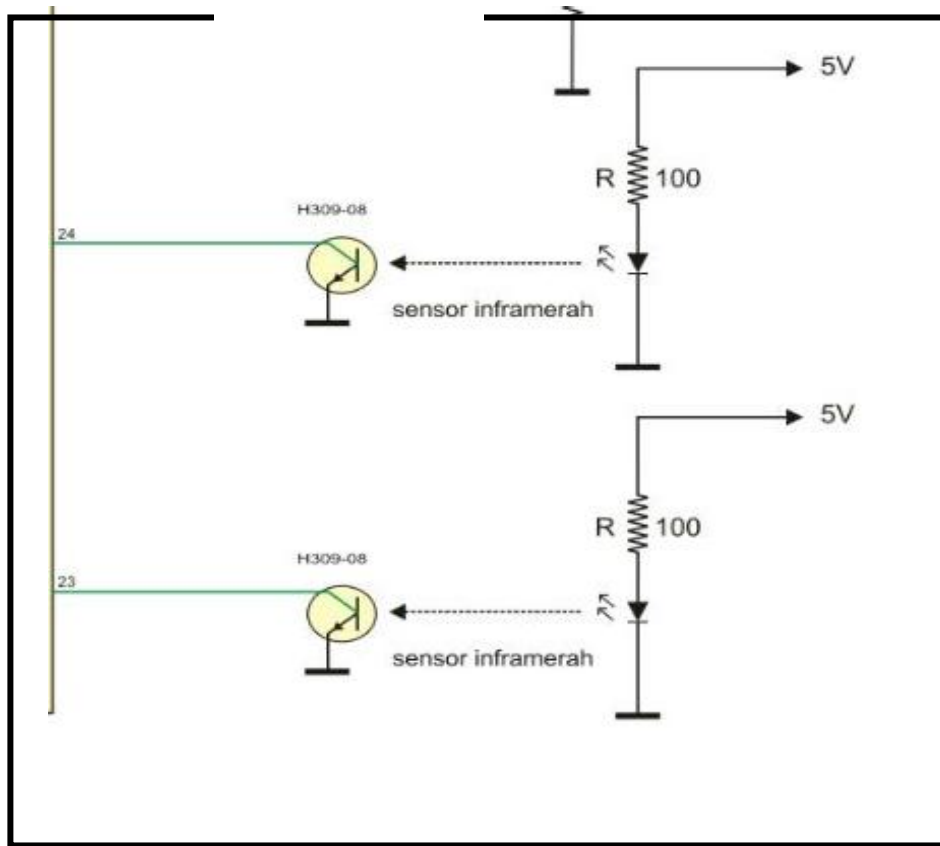 5V
R 100
H309-08
24
sensor inframerah
5V
R 100
H309-08
23
sensor inframerah